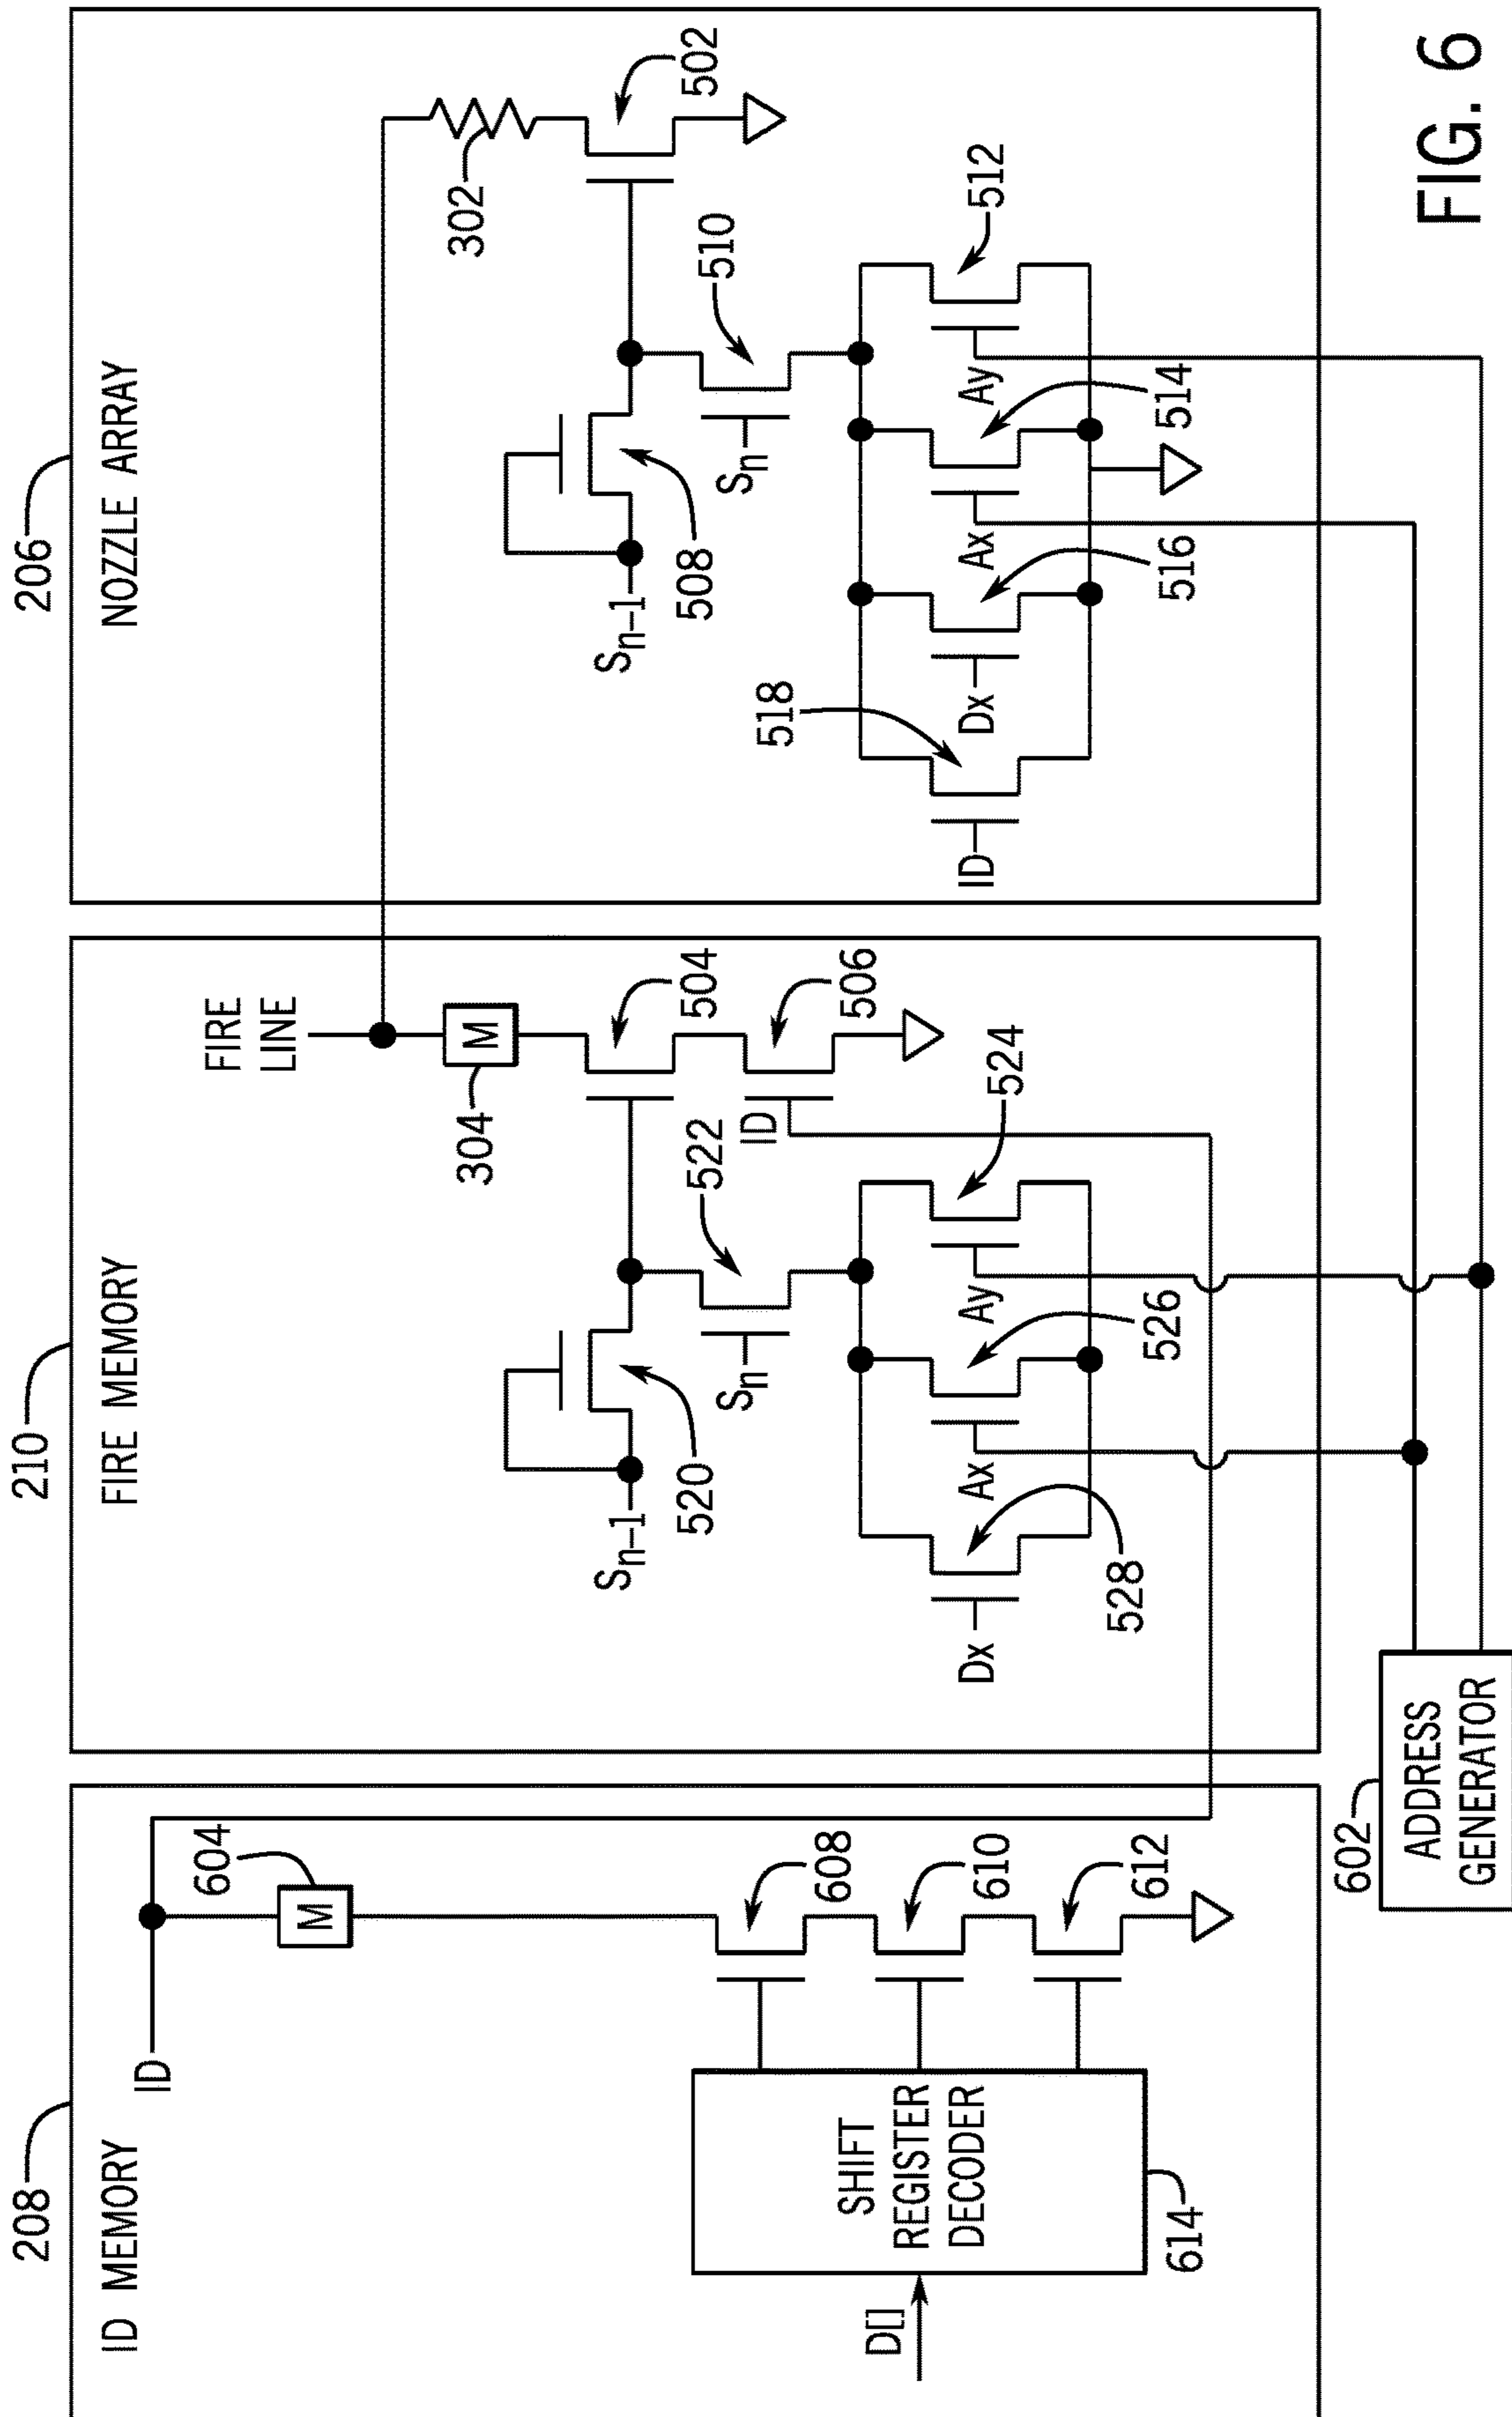 208
ID MEMORY
ID
604
M
608
610
612
SHIFT
REGISTER
DECODER
D[]
614
210
FIRE MEMORY
FIRE
LINE
304
M
504
506
ID
Sn-1
520
Sn
522
524
Ay
526
Ax
528
Dx
206
NOZZLE ARRAY
302
502
Sn-1
508
Sn
510
512
Ay
514
Ax
516
Dx
518
ID
602
ADDRESS
GENERATOR
FIG. 6